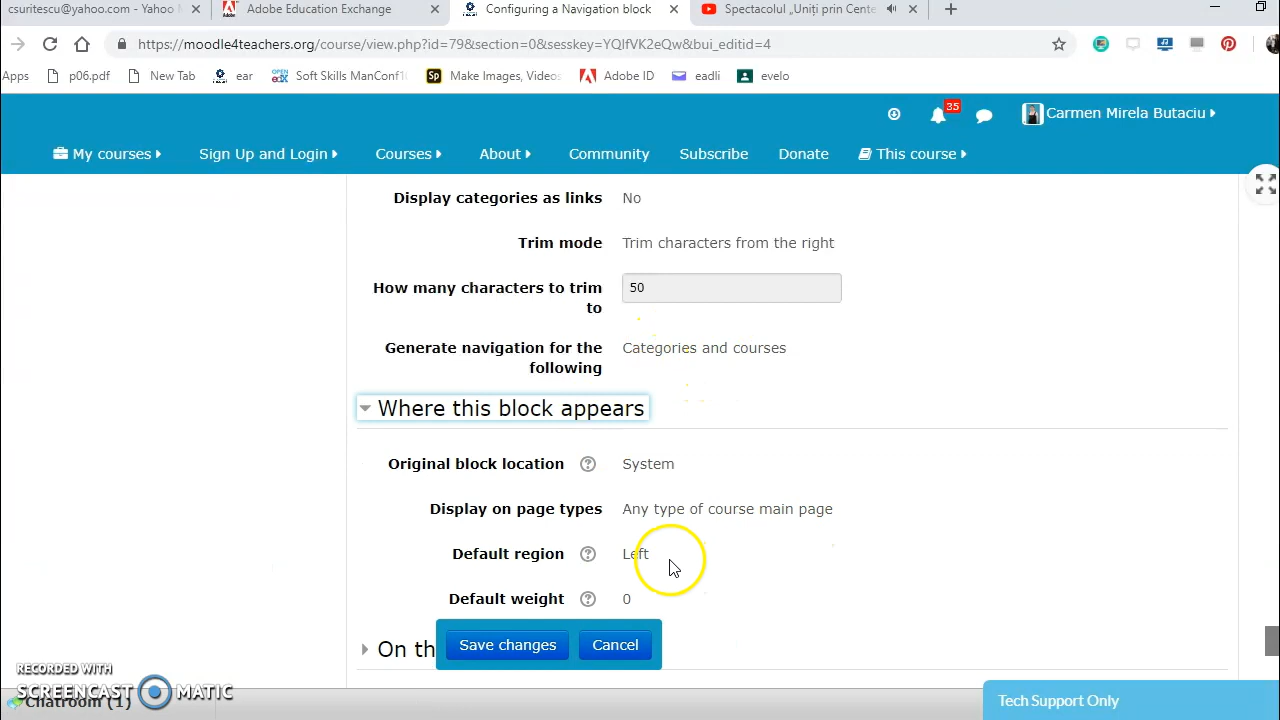 csuritescu@yahoo.com - Yahoo M
Adobe Education Exchange
Configuring a Navigation block
Spectacolul „Uniți prin Cente
https://moodle4teachers.org/course/view.php?id=79&section=0&sesskey=YQIfVK2eQw&bui_editid=4
Apps
p06.pdf
New Tab
ear
OPEN edX
Soft Skills ManConf1
Sp
Make Images, Videos
Adobe ID
eadli
evelo
35
Carmen Mirela Butaciu
My courses
Sign Up and Login
Courses
About
Community
Subscribe
Donate
This course
Display categories as links No
Trim mode Trim characters from the right
How many characters to trim to 50
Generate navigation for the following Categories and courses
Where this block appears
Original block location ? System
Display on page types Any type of course main page
Default region ? Left
Default weight ? 0
On th
Save changes
Cancel
RECORDED WITH
SCREENCAST MATIC
Chatroom (1)
Tech Support Only